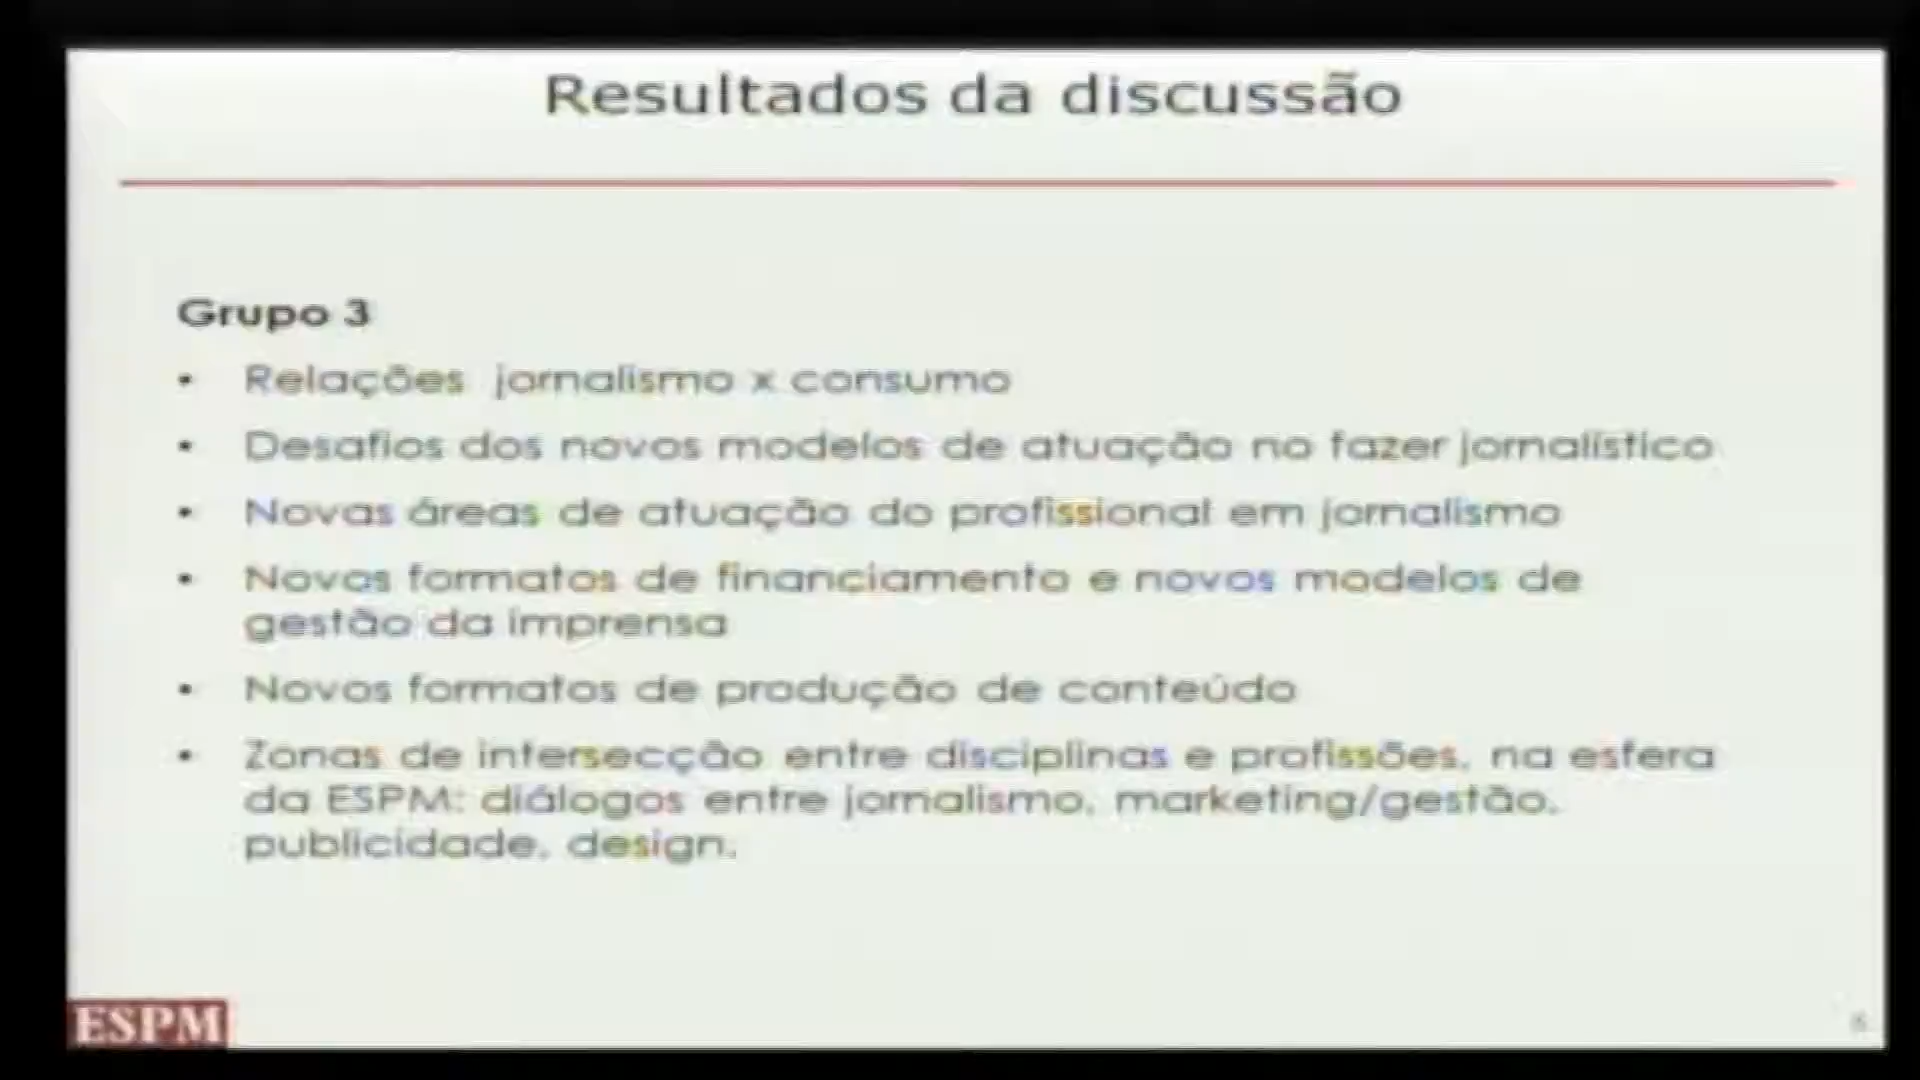 Resultados da discussão
Grupo 3
• Relações jornalismo x consumo
• Desafios dos novos modelos de atuação no fazer jornalístico
• Novas áreas de atuação do profissional em jornalismo
• Novos formatos de financiamento e novos modelos de
gestão da imprensa
• Novos formatos de produção de conteúdo
• Zonas de intersecção entre disciplinas e profissões, na esfera
da ESPM: diálogos entre jornalismo, marketing/gestão,
publicidade, design.
ESPM